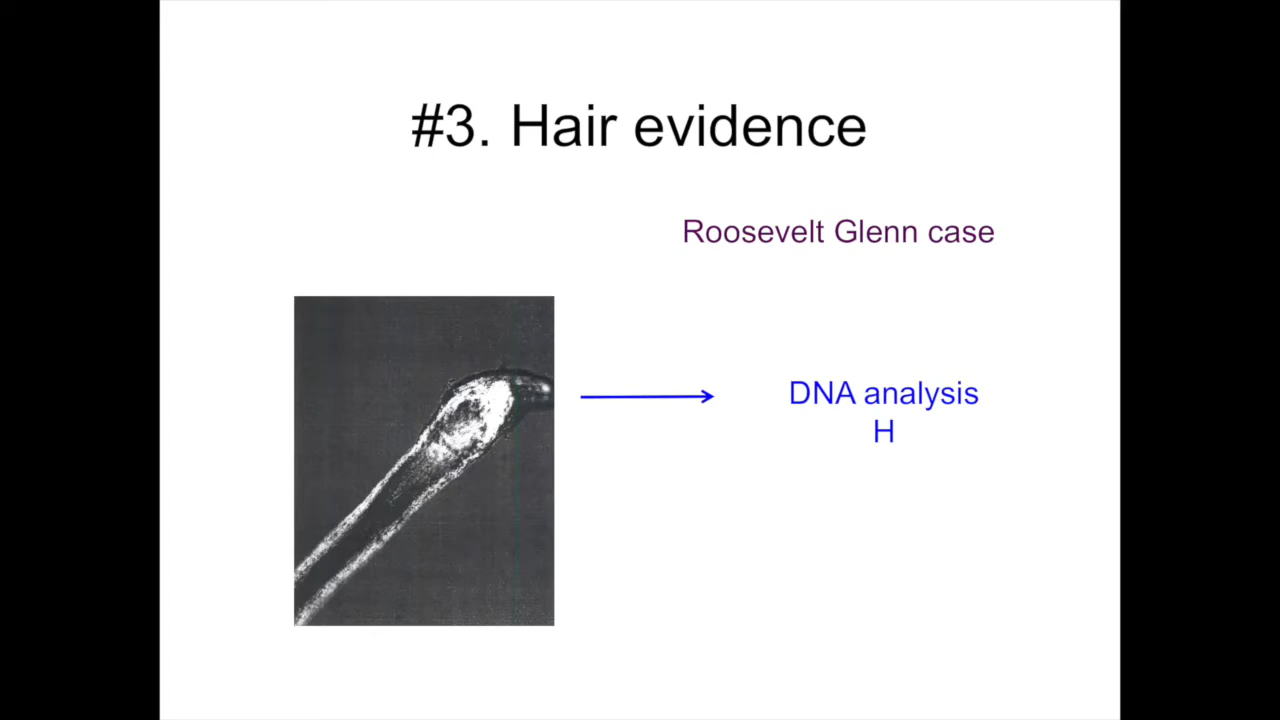 #3. Hair evidence
Roosevelt Glenn case
DNA analysis
H